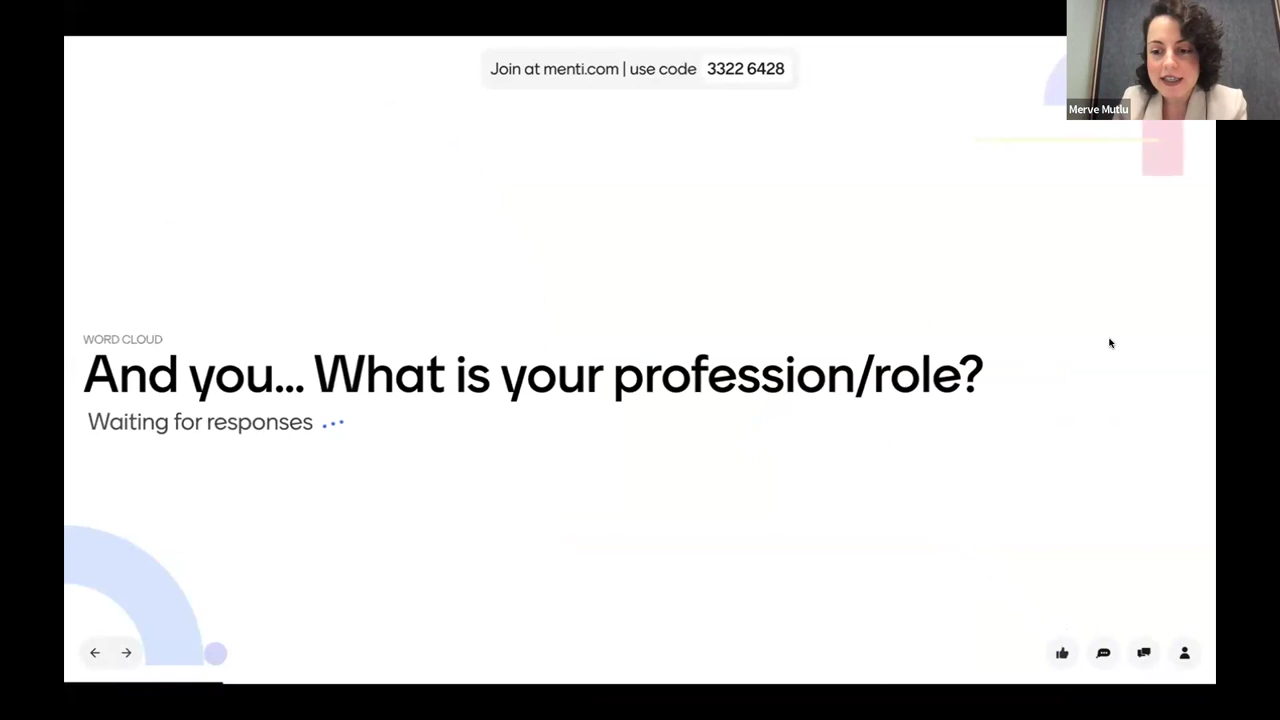 Join at menti.com | use code 3322 6428
Merve Mutlu
WORD CLOUD
And you... What is your profession/role?
Waiting for responses